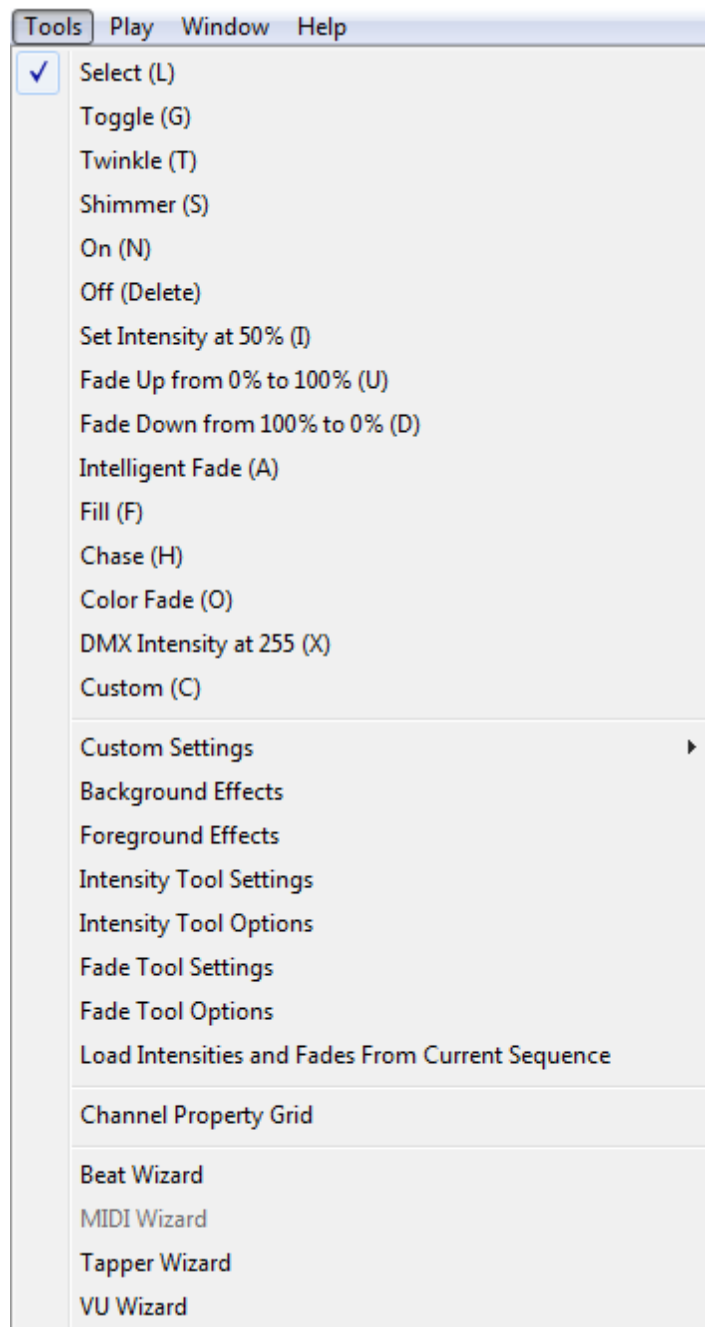 Tools Play Window Help
Select (L)
Toggle (G)
Twinkle (T)
Shimmer (S)
On (N)
Off (Delete)
Set Intensity at 50% (I)
Fade Up from 0% to 100% (U)
Fade Down from 100% to 0% (D)
Intelligent Fade (A)
Fill (F)
Chase (H)
Color Fade (O)
DMX Intensity at 255 (X)
Custom (C)
Custom Settings
Background Effects
Foreground Effects
Intensity Tool Settings
Intensity Tool Options
Fade Tool Settings
Fade Tool Options
Load Intensities and Fades From Current Sequence
Channel Property Grid
Beat Wizard
MIDI Wizard
Tapper Wizard
VU Wizard